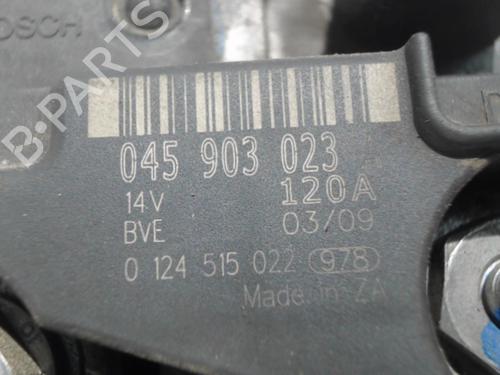 BOSCH
045 903 023
14V 120A
BVE 03/09
0 124 515 022 978
Made in ZA
B-PARTS